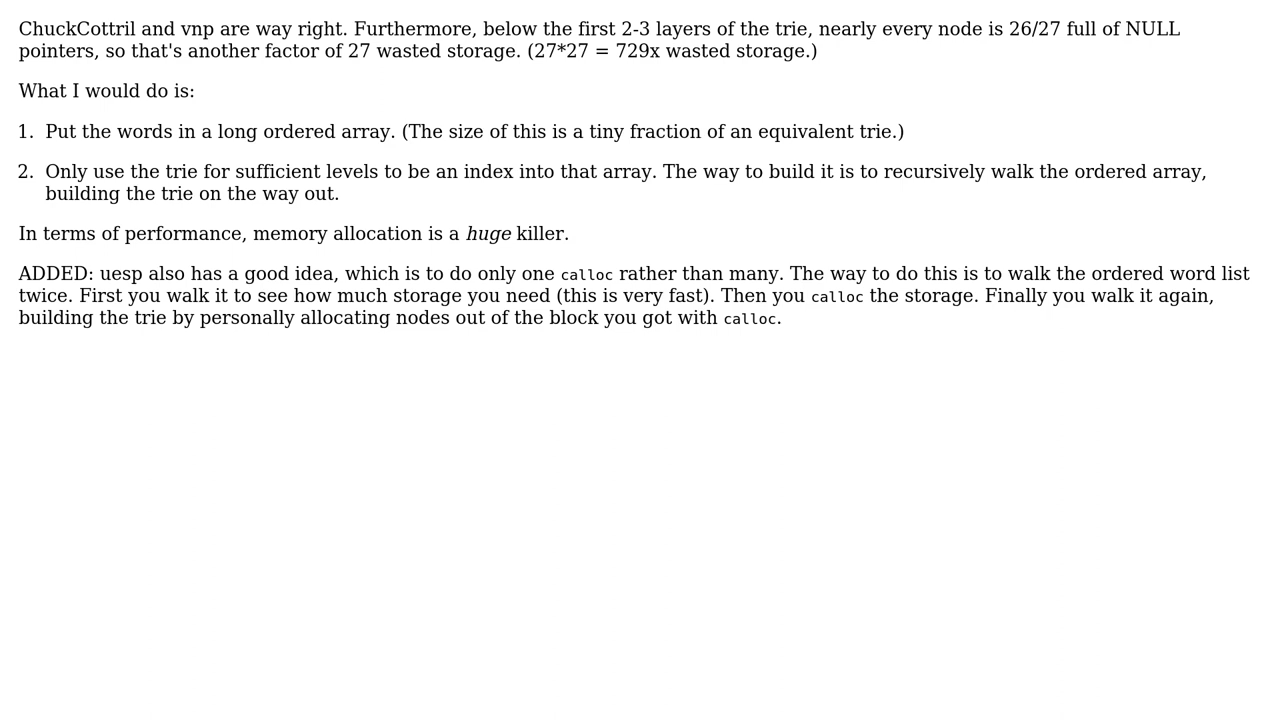 ChuckCottril and vnp are way right. Furthermore, below the first 2-3 layers of the trie, nearly every node is 26/27 full of NULL
pointers, so that's another factor of 27 wasted storage. (27*27 = 729x wasted storage.)
What I would do is:
1. Put the words in a long ordered array. (The size of this is a tiny fraction of an equivalent trie.)
2. Only use the trie for sufficient levels to be an index into that array. The way to build it is to recursively walk the ordered array,
building the trie on the way out.
In terms of performance, memory allocation is a huge killer.
ADDED: uesp also has a good idea, which is to do only one calloc rather than many. The way to do this is to walk the ordered word list
twice. First you walk it to see how much storage you need (this is very fast). Then you calloc the storage. Finally you walk it again,
building the trie by personally allocating nodes out of the block you got with calloc.